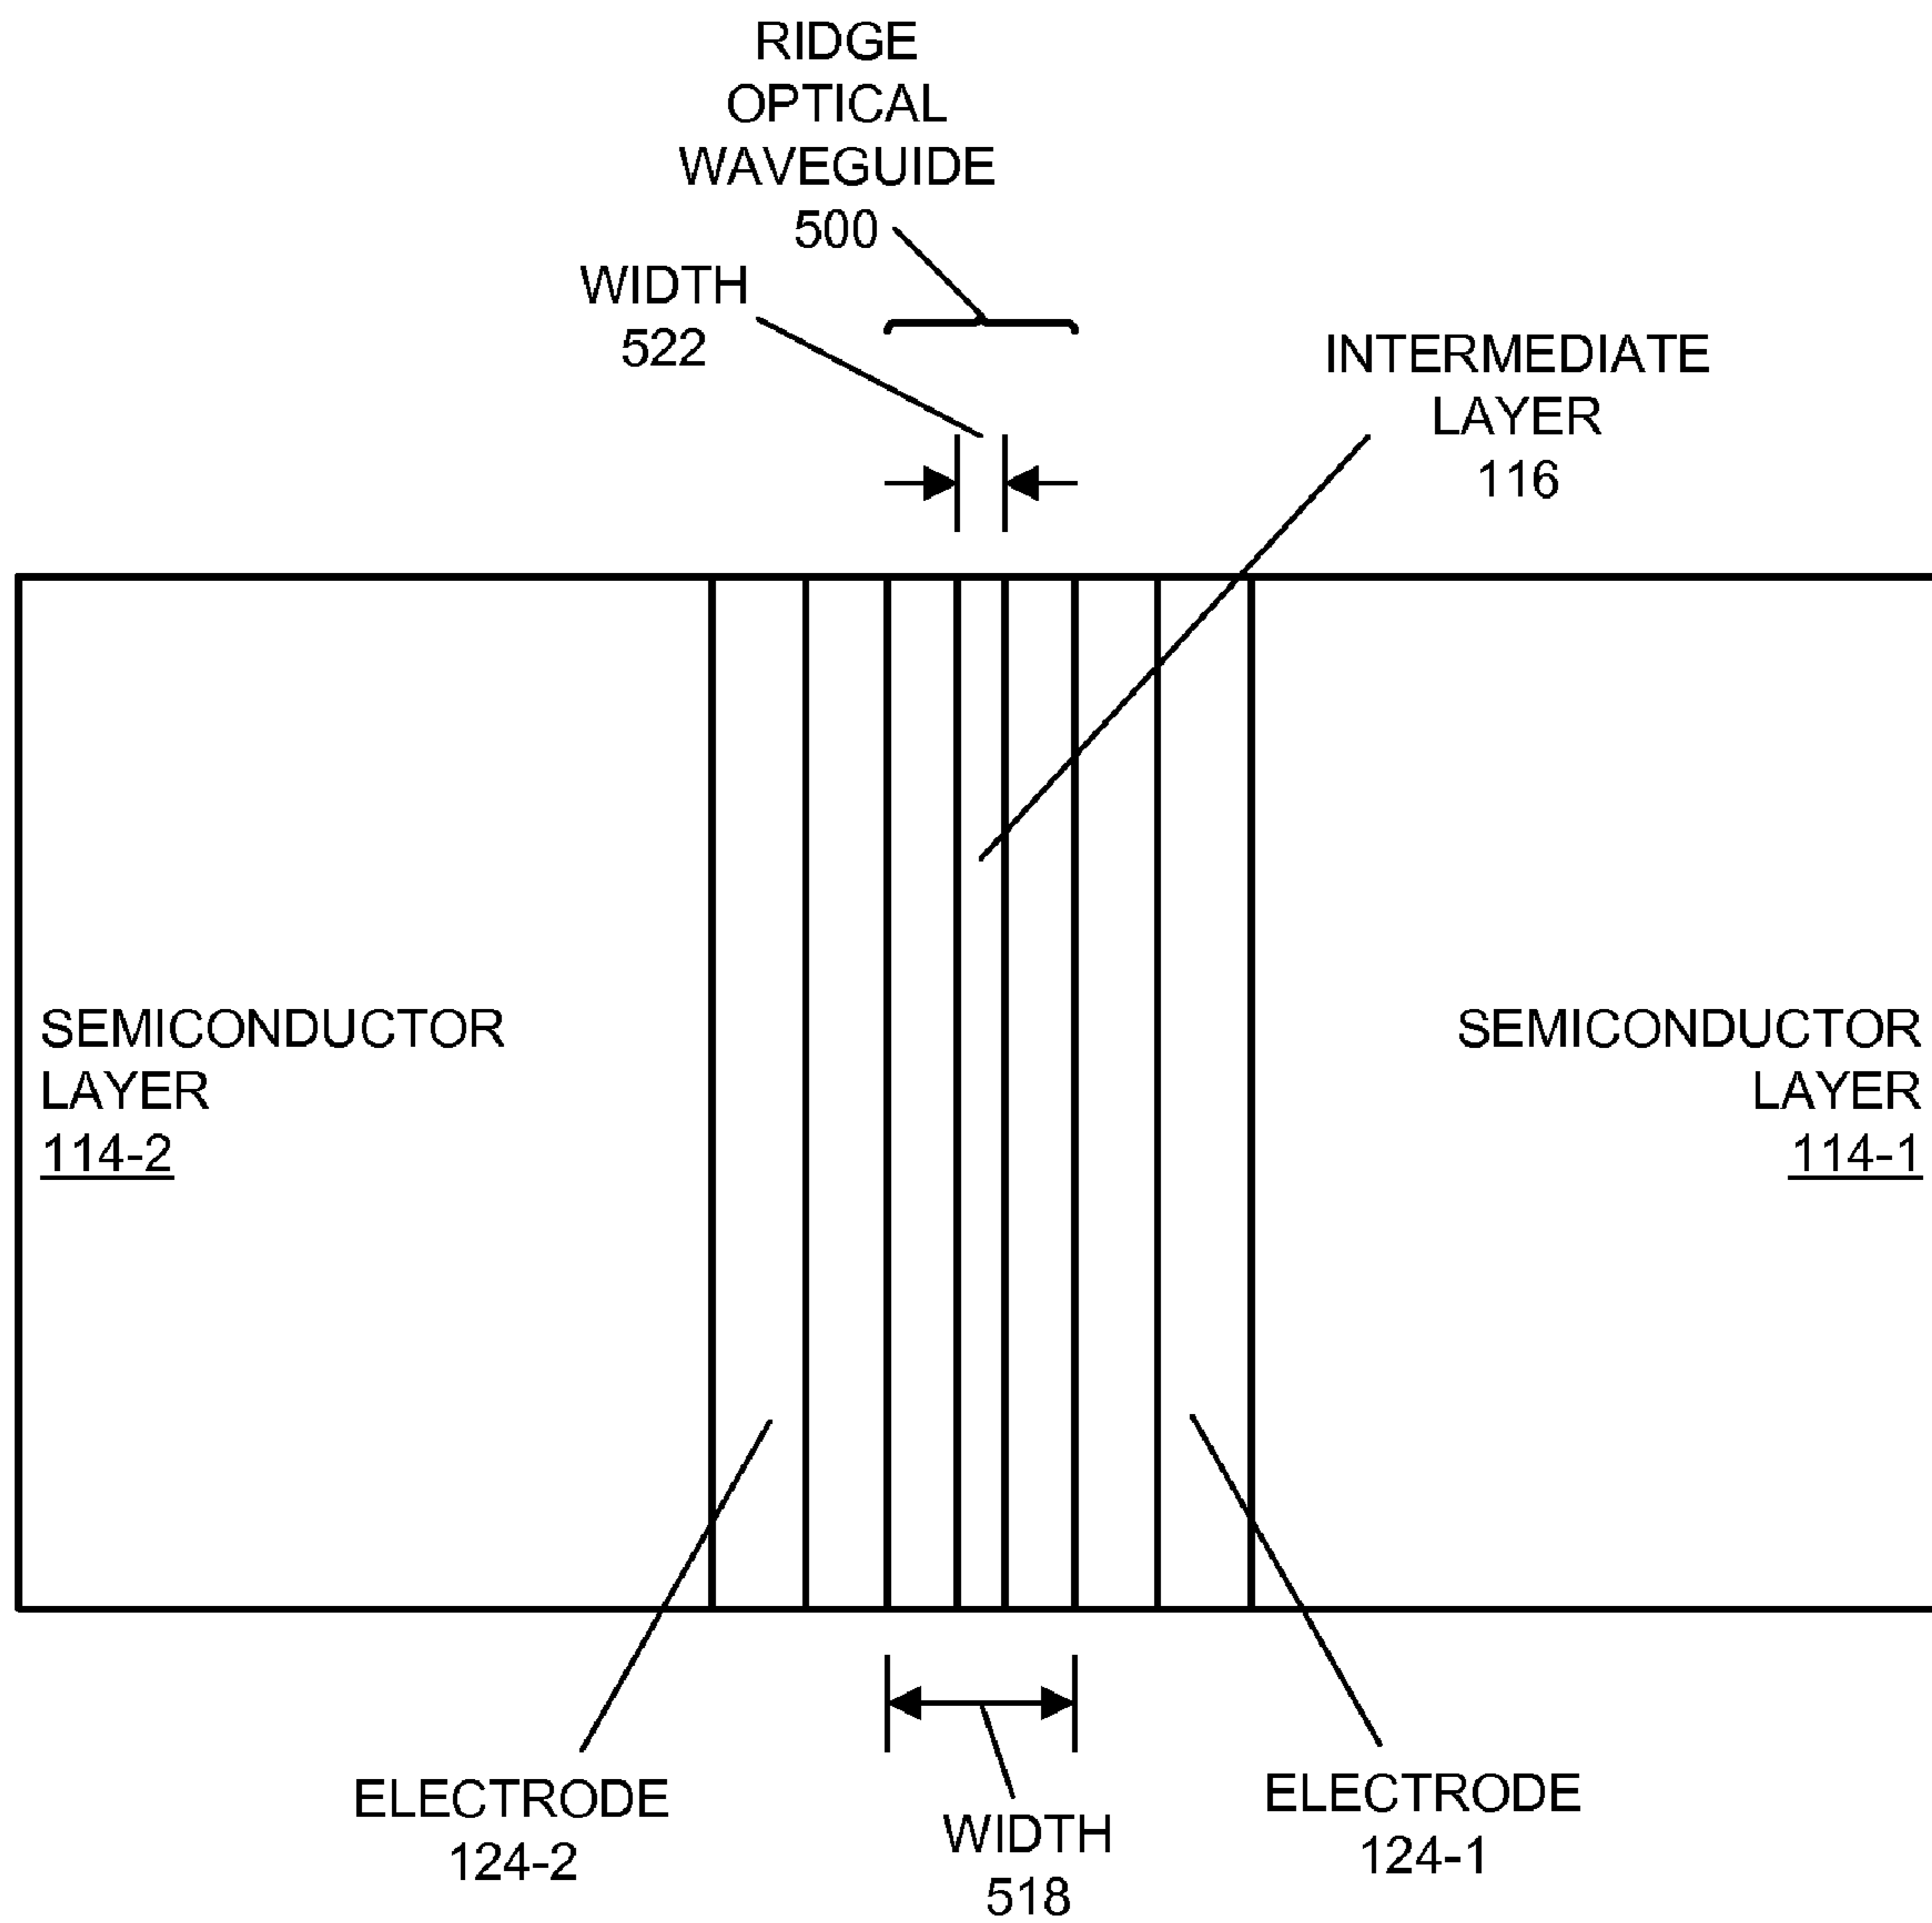 RIDGE
OPTICAL
WAVEGUIDE
500
WIDTH
522
INTERMEDIATE
LAYER
116
SEMICONDUCTOR
LAYER
114-2
SEMICONDUCTOR
LAYER
114-1
ELECTRODE
124-2
WIDTH
518
ELECTRODE
124-1